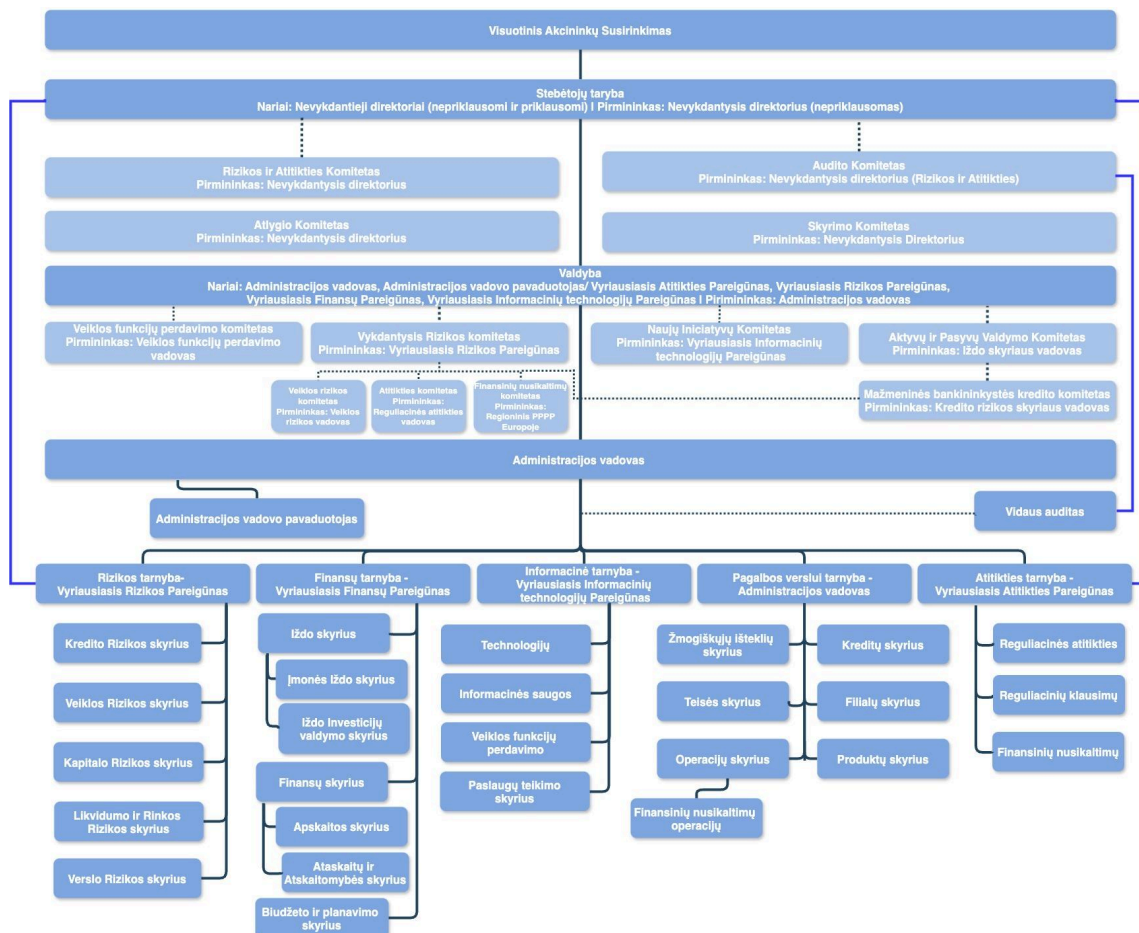 Visuotinis Akcininkų Susirinkimas
Stebėtojų taryba
Nariai: Nevykdantieji direktoriai (nepriklausomi ir priklausomi) I Pirmininkas: Nevykdantysis direktorius (nepriklausomas)
Rizikos ir Atitikties Komitetas
Pirmininkas: Nevykdantysis direktorius
Audito Komitetas
Pirmininkas: Nevykdantysis direktorius (Rizikos ir Atitikties)
Atlygio Komitetas
Pirmininkas: Nevykdantysis direktorius
Skyrimo Komitetas
Pirmininkas: Nevykdantysis Direktorius
Valdyba
Nariai: Administracijos vadovas, Administracijos vadovo pavaduotojas/ Vyriausiasis Atitikties Pareigūnas, Vyriausiasis Rizikos Pareigūnas,
Vyriausiasis Finansų Pareigūnas, Vyriausiasis Informacinių technologijų Pareigūnas I Pirimininkas: Administracijos vadovas
Veiklos funkcijų perdavimo komitetas
Pirmininkas: Veiklos funkcijų perdavimo
vadovas
Vykdantysis Rizikos komitetas
Pirmininkas: Vyriausiasis Rizikos Pareigūnas
Naujų Iniciatyvų Komitetas
Pirmininkas: Vyriausiasis Informacinių
technologijų Pareigūnas
Aktyvų ir Pasyvų Valdymo Komitetas
Pirmininkas: Iždo skyriaus vadovas
Veiklos rizikos
komitetas
Pirmininkas: Veiklos
rizikos vadovas
Atitikties komitetas
Pirmininkas:
Reguliacinės atitikties
vadovas
Finansinių nusikaltimų
komitetas
Pirmininkas:
Regioninis PPPP
Europoje
Mažmeninės bankininkystės kredito komitetas
Pirmininkas: Kredito rizikos skyriaus vadovas
Administracijos vadovas
Administracijos vadovo pavaduotojas
Vidaus auditas
Rizikos tarnyba-
Vyriausiasis Rizikos Pareigūnas
Finansų tarnyba -
Vyriausiasis Finansų Pareigūnas
Informacinė tarnyba -
Vyriausiasis Informacinių
technologijų Pareigūnas
Pagalbos verslui tarnyba -
Administracijos vadovas
Atitikties tarnyba -
Vyriausiasis Atitikties Pareigūnas
Kredito Rizikos skyrius
Veiklos Rizikos skyrius
Kapitalo Rizikos skyrius
Likvidumo ir Rinkos
Rizikos skyrius
Verslo Rizikos skyrius
Iždo skyrius
Įmonės Iždo skyrius
Iždo Investicijų
valdymo skyrius
Finansų skyrius
Apskaitos skyrius
Ataskaitų ir
Atskaitomybės skyrius
Biudžeto ir planavimo
skyrius
Technologijų
Informacinės saugos
Veiklos funkcijų
perdavimo
Paslaugų teikimo
skyrius
Žmogiškųjų Išteklių
skyrius
Teisės skyrius
Operacijų skyrius
Finansinių nusikaltimų
operacijų
Kreditų skyrius
Filialų skyrius
Produktų skyrius
Reguliacinės atitikties
Reguliacinių klausimų
Finansinių nusikaltimų